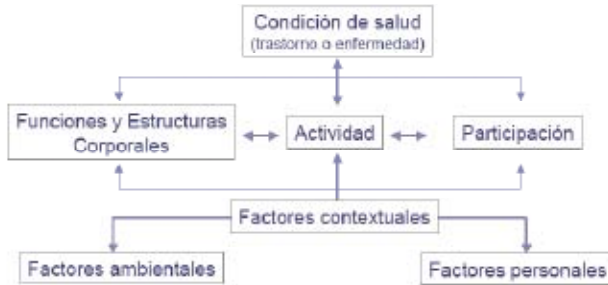 Condición de salud
(trastorno o enfermedad)
Funciones y Estructuras
Corporales
Actividad
Participación
Factores contextuales
Factores ambientales
Factores personales